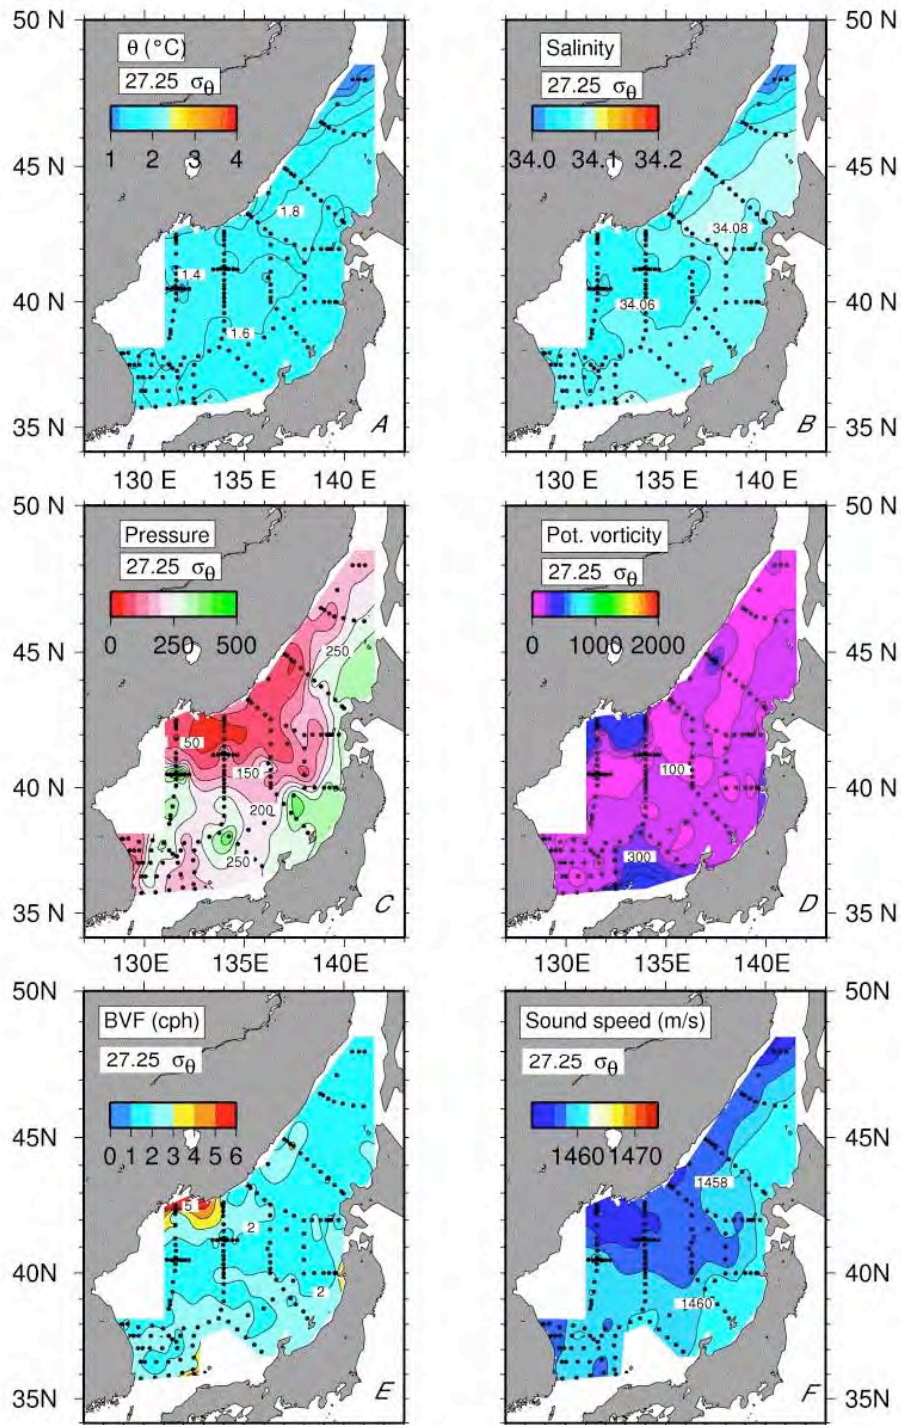 50 N
50 N
θ (°C)
27.25 σθ
1 2 3 4
Salinity
27.25 σθ
34.0 34.1 34.2
45 N
45 N
1.8
34.08
1.4
40 N
40 N
34.06
1.6
35 N
A
B
35 N
130 E 135 E 140 E
130 E 135 E 140 E
50 N
50 N
Pressure
27.25 σθ
0 250 500
Pot. vorticity
27.25 σθ
0 1000 2000
45 N
45 N
250
50
150
100
40 N
40 N
200
250
300
35 N
C
D
35 N
130E 135E 140E
130E 135E 140E
50N
50N
BVF (cph)
27.25 σθ
0 1 2 3 4 5 6
Sound speed (m/s)
27.25 σθ
1460 1470
45N
45N
1458
5
2
40N
40N
2
1460
35N
E
F
35N